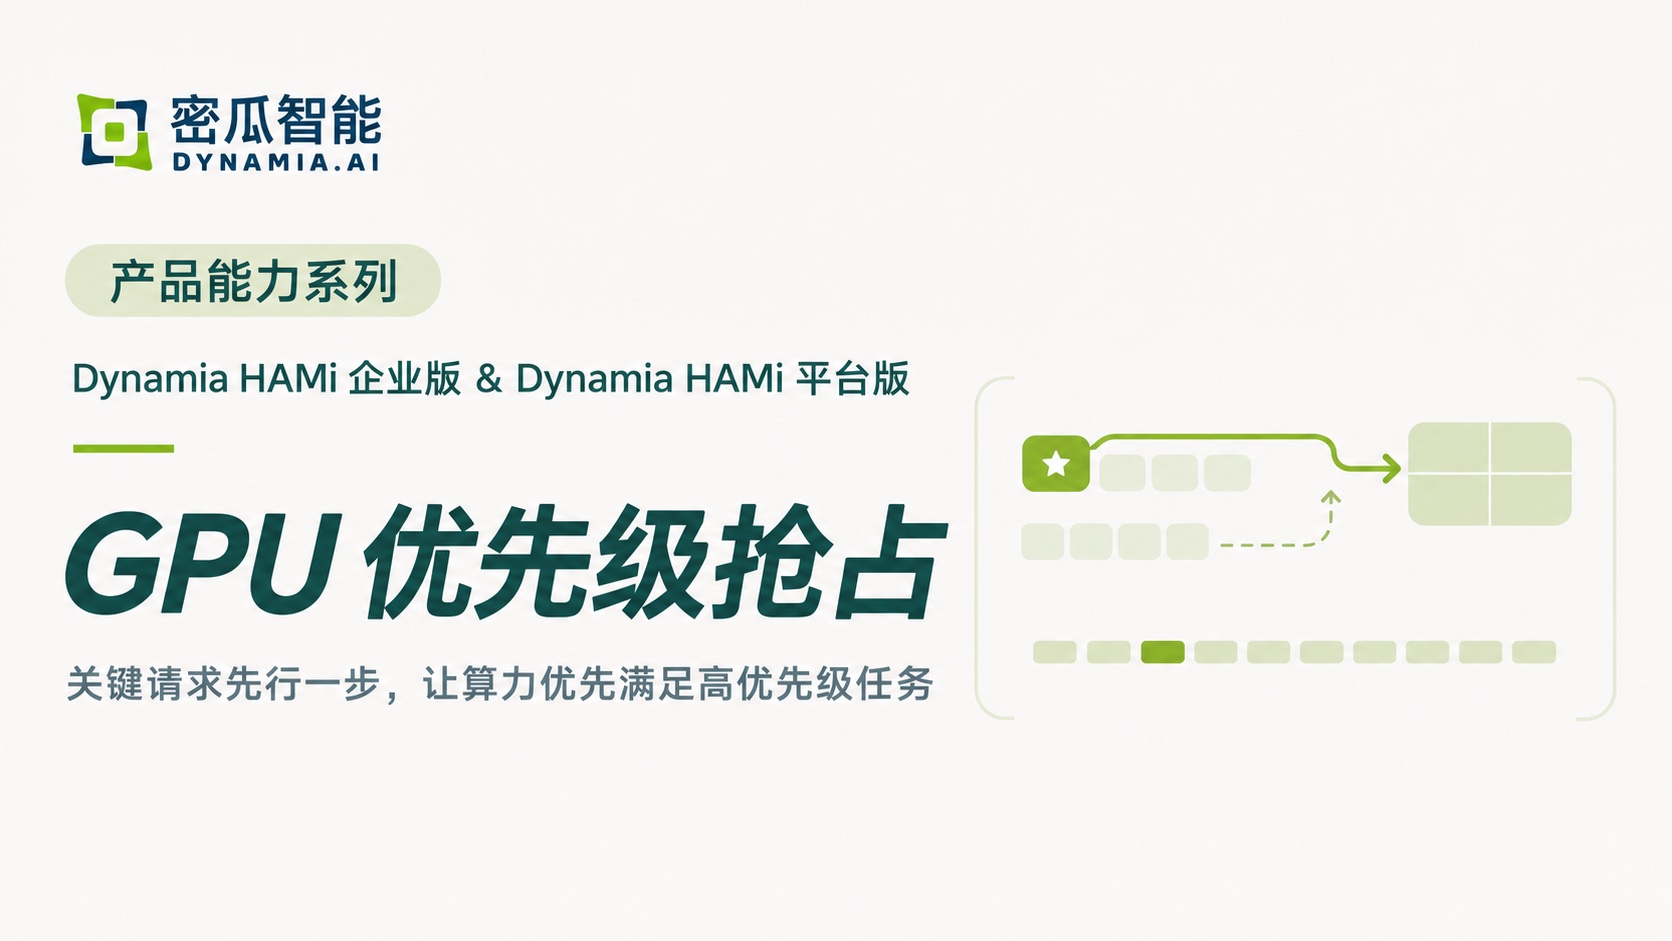 密瓜智能
DYNAMIA.AI
产品能力系列
Dynamia HAMi 企业版 & Dynamia HAMi 平台版
GPU 优先级抢占
关键请求先行一步，让算力优先满足高优先级任务